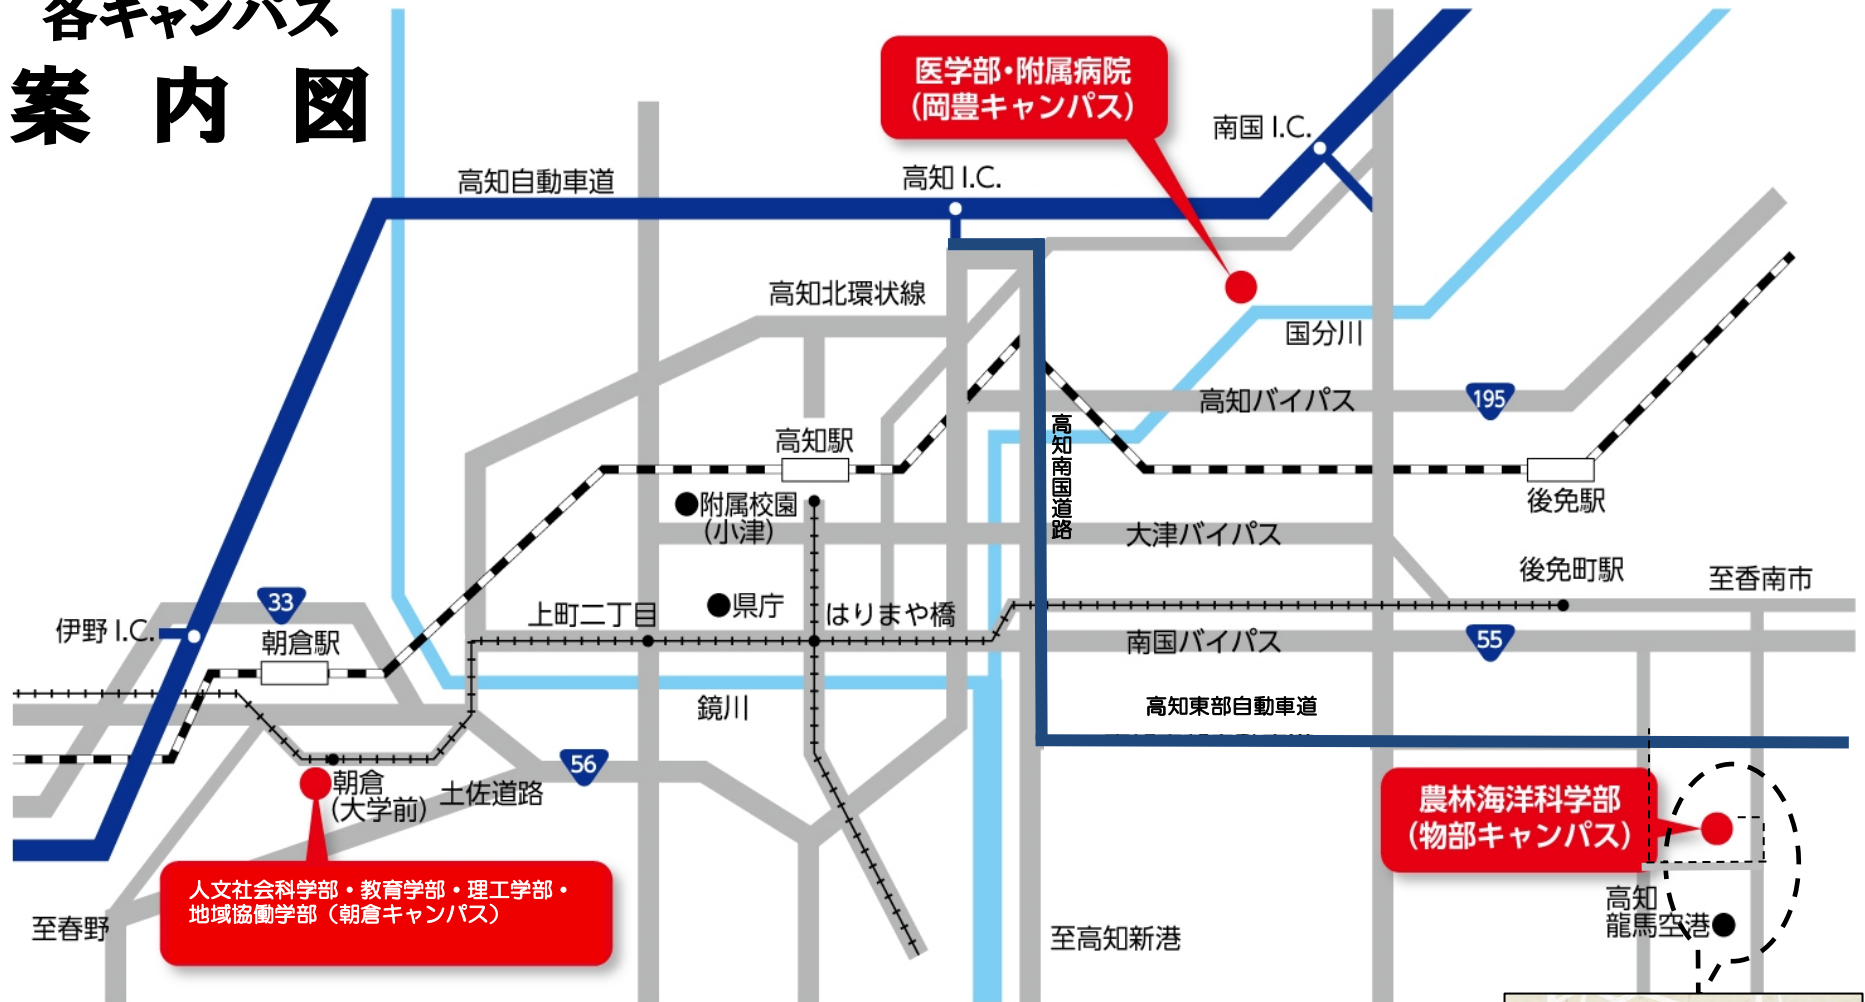 各キャンパス
案内図
医学部・附属病院
(岡豊キャンパス)
南国 I.C.
高知自動車道
高知 I.C.
高知北環状線
国分川
高知バイパス
195
高知南国道路
高知駅
附属校園
(小津)
後免駅
大津バイパス
後免町駅
至香南市
33
伊野 I.C.
朝倉駅
上町二丁目
県庁
はりまや橋
南国バイパス
55
鏡川
高知東部自動車道
56
朝倉
(大学前)
土佐道路
農林海洋科学部
(物部キャンパス)
人文社会科学部・教育学部・理工学部・
地域協働学部（朝倉キャンパス）
至春野
至高知新港
高知
龍馬空港